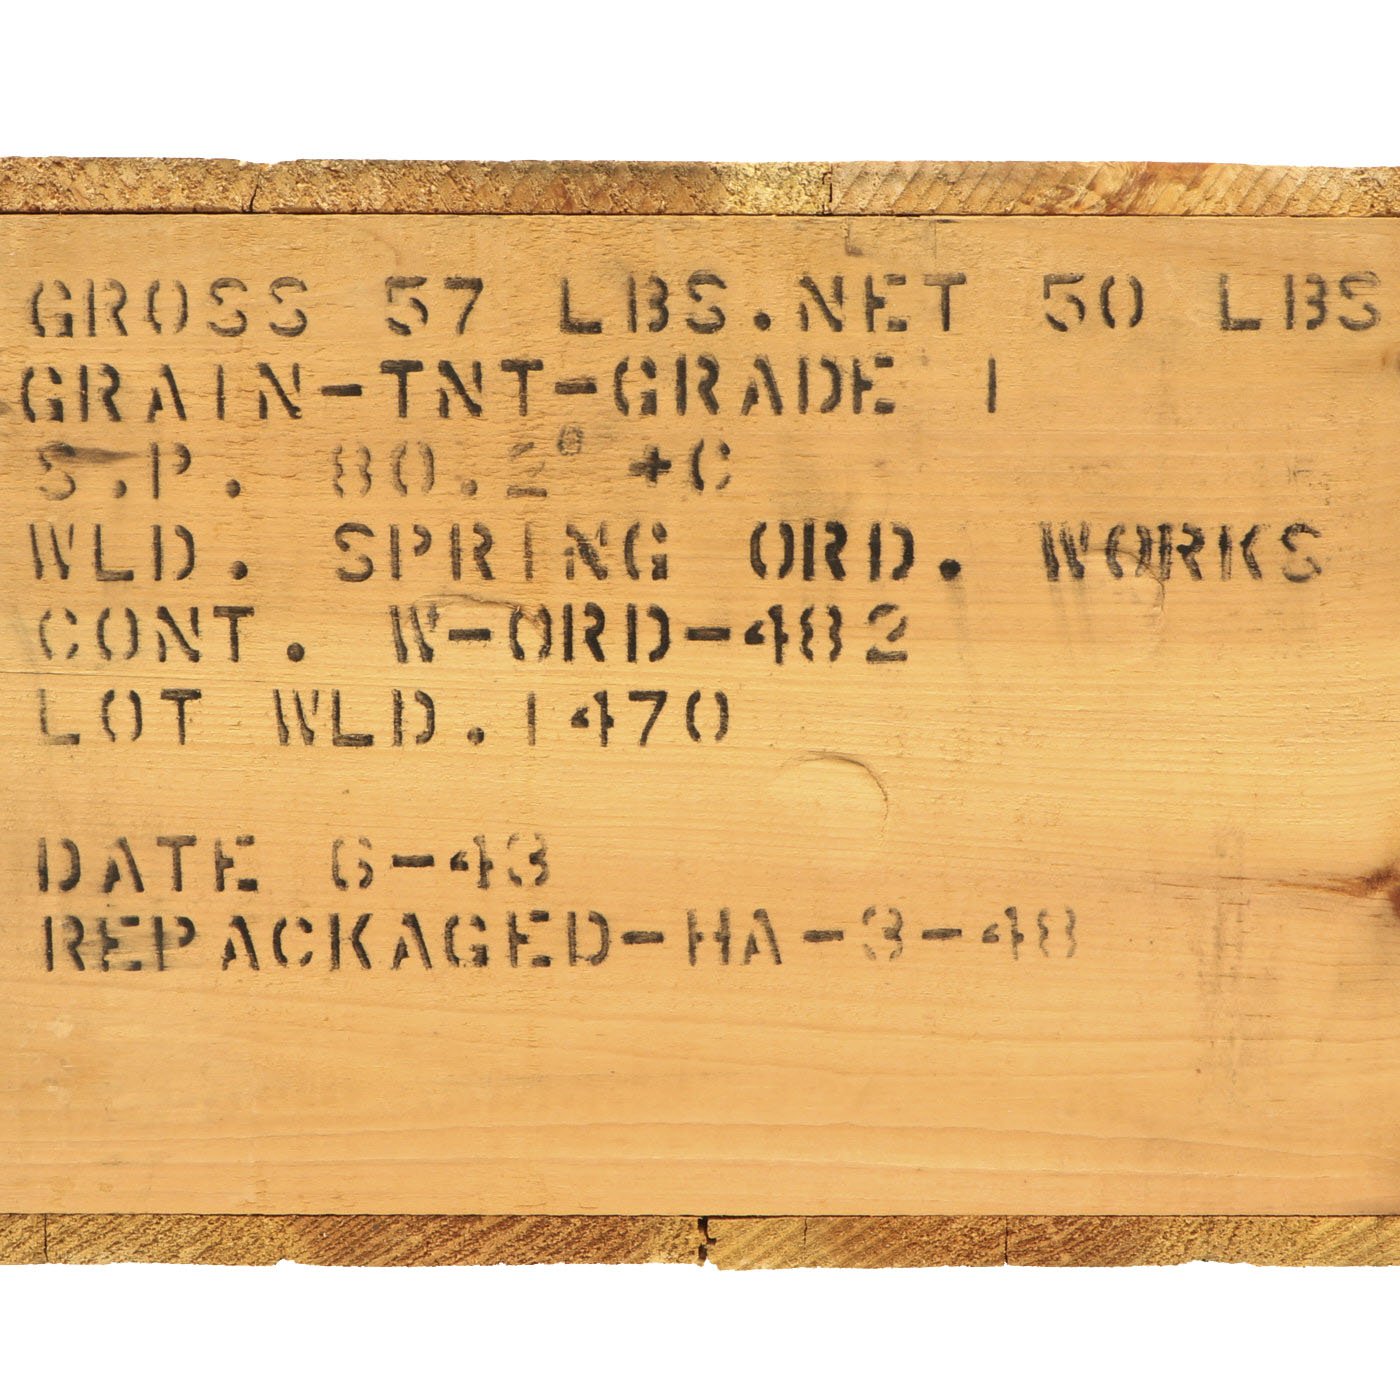 GROSS 57 LBS. NET 50 LBS
GRAIN-TNT-GRADE 1
S.P. 80.2° +C
WLD. SPRING ORD. WORKS
CONT. W-ORD-482
LOT WLD.1470
DATE 6-43
REPACKAGED-HA-3-48